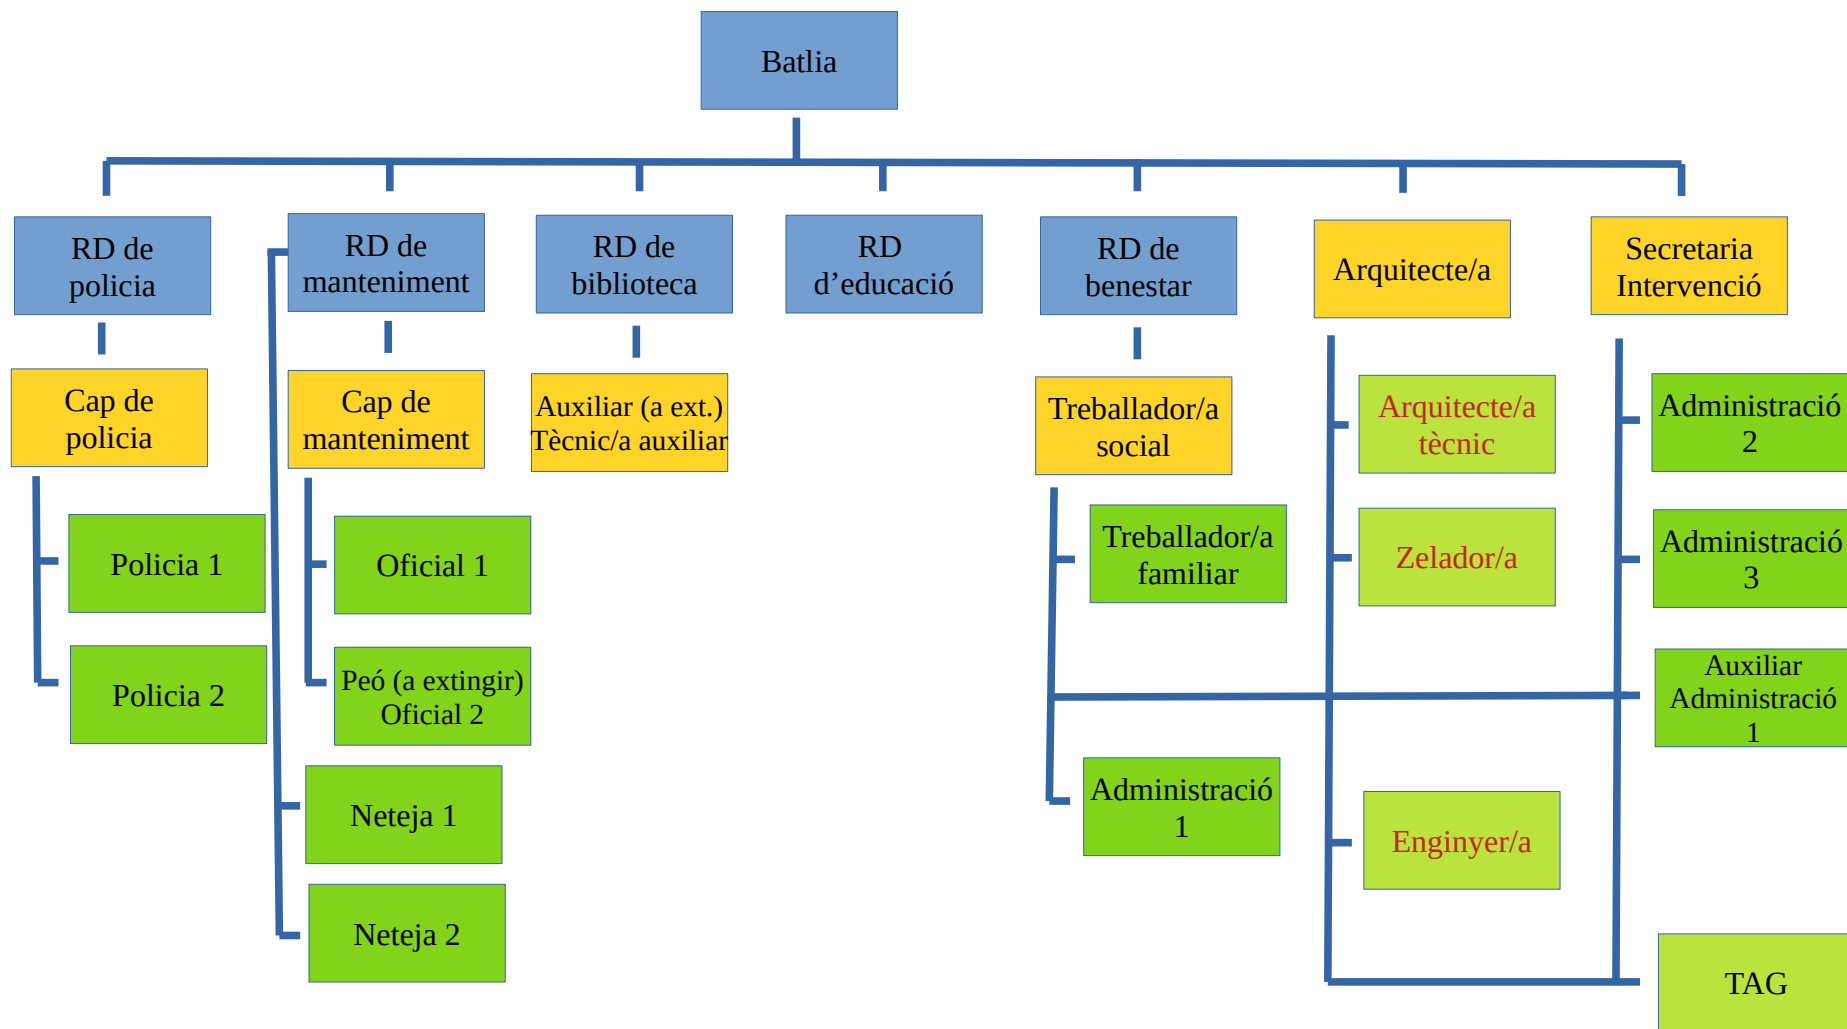 Batlia
RD de
policia
RD de
manteniment
RD de
biblioteca
RD
d’educació
RD de
benestar
Arquitecte/a
Secretaria
Intervenció
Cap de
policia
Cap de
manteniment
Auxiliar (a ext.)
Tècnic/a auxiliar
Treballador/a
social
Arquitecte/a
tècnic
Administració
2
Policia 1
Oficial 1
Treballador/a
familiar
Zelador/a
Administració
3
Policia 2
Peó (a extingir)
Oficial 2
Auxiliar
Administració
1
Neteja 1
Administració
1
Enginyer/a
Neteja 2
TAG